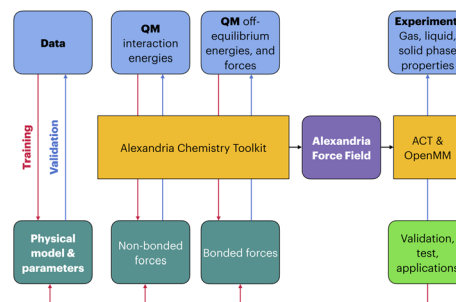 Data
QM
interaction
energies
QM off-
equilibrium
energies, and
forces
Experiment
Gas, liquid,
solid phase
properties
Training
Validation
Alexandria Chemistry Toolkit
Alexandria
Force Field
ACT &
OpenMM
Physical
model &
parameters
Non-bonded
forces
Bonded forces
Validation,
test,
applications